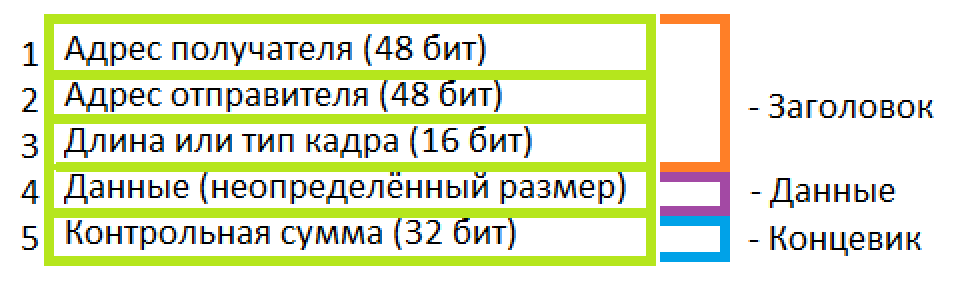 1 Адрес получателя (48 бит)
2 Адрес отправителя (48 бит)
3 Длина или тип кадра (16 бит)
- Заголовок
4 Данные (неопределённый размер)
- Данные
5 Контрольная сумма (32 бит)
- Концевик